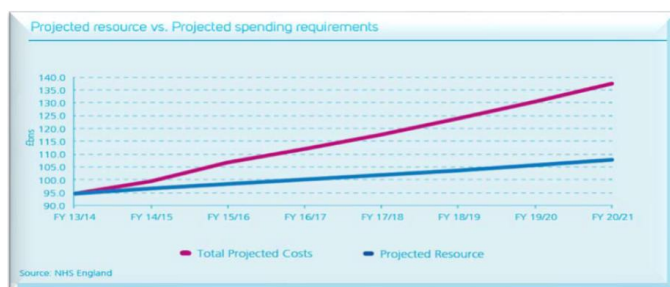 Projected resource vs. Projected spending requirements
140.0
135.0
130.0
125.0
120.0
115.0
110.0
105.0
100.0
95.0
90.0
£bns
FY 13/14 FY 14/15 FY 15/16 FY 16/17 FY 17/18 FY 18/19 FY 19/20 FY 20/21
Total Projected Costs Projected Resource
Source: NHS England